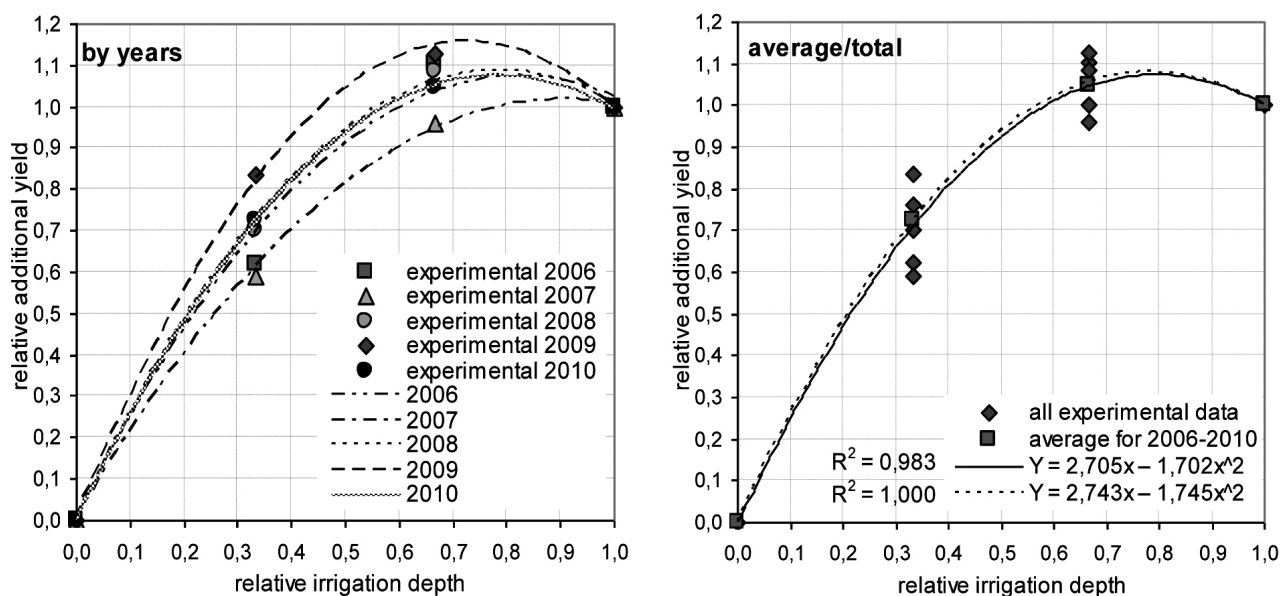 by years
relative additional yield
1,2
1,1
1,0
0,9
0,8
0,7
0,6
0,5
0,4
0,3
0,2
0,1
0,0
experimental 2006
experimental 2007
experimental 2008
experimental 2009
experimental 2010
2006
2007
2008
2009
2010
0,0 0,1 0,2 0,3 0,4 0,5 0,6 0,7 0,8 0,9 1,0
relative irrigation depth
average/total
relative additional yield
1,2
1,1
1,0
0,9
0,8
0,7
0,6
0,5
0,4
0,3
0,2
0,1
0,0
all experimental data
average for 2006-2010
R² = 0,983 Y = 2,705x – 1,702x^2
R² = 1,000 Y = 2,743x – 1,745x^2
0,0 0,1 0,2 0,3 0,4 0,5 0,6 0,7 0,8 0,9 1,0
relative irrigation depth